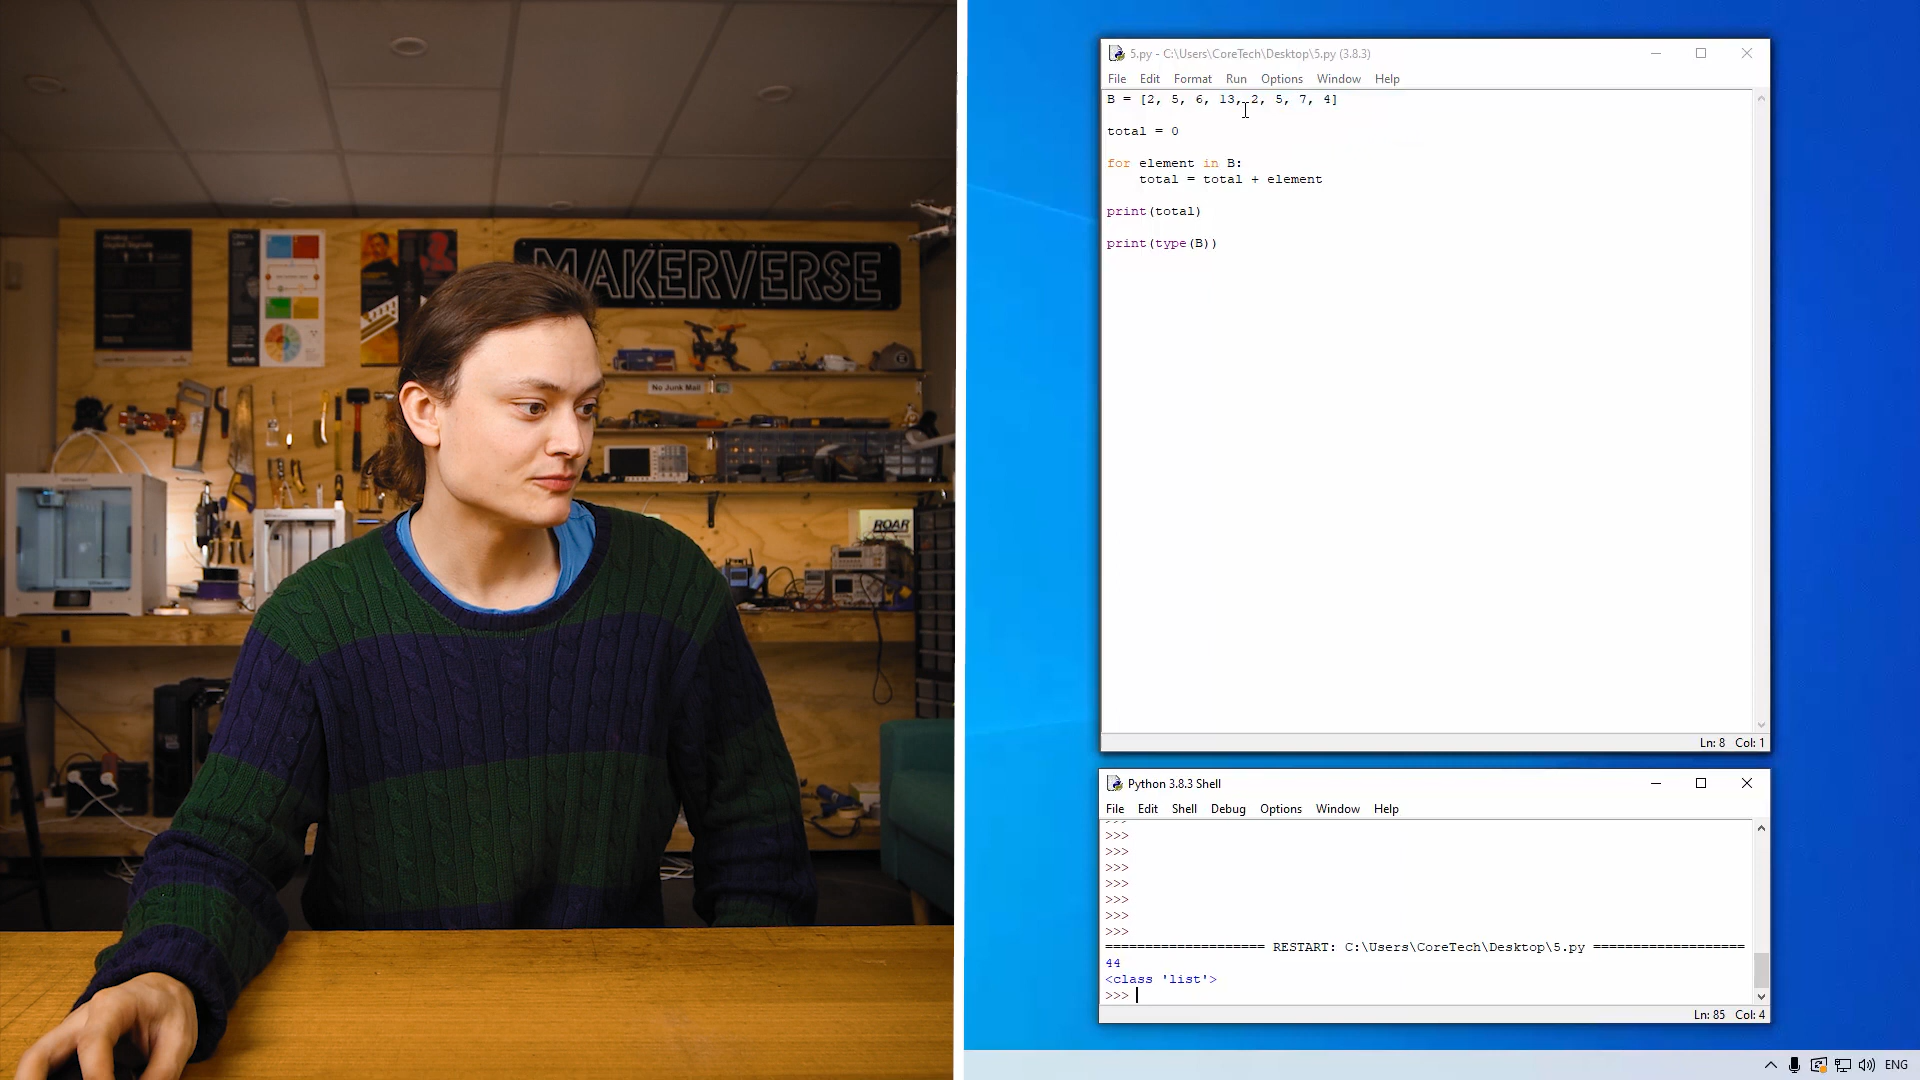 MAKERVERSE
No Junk Mail
ROAR
5.py - C:\Users\CoreTech\Desktop\5.py (3.8.3)
File Edit Format Run Options Window Help
B = [2, 5, 6, 13, 2, 5, 7, 4]
total = 0
for element in B:
total = total + element
print(total)
print(type(B))
Ln: 8 Col: 1
Python 3.8.3 Shell
File Edit Shell Debug Options Window Help
>>>
>>>
>>>
>>>
>>>
>>>
>>>
==================== RESTART: C:\Users\CoreTech\Desktop\5.py ===================
44
<class 'list'>
>>>
Ln: 85 Col: 4
ENG